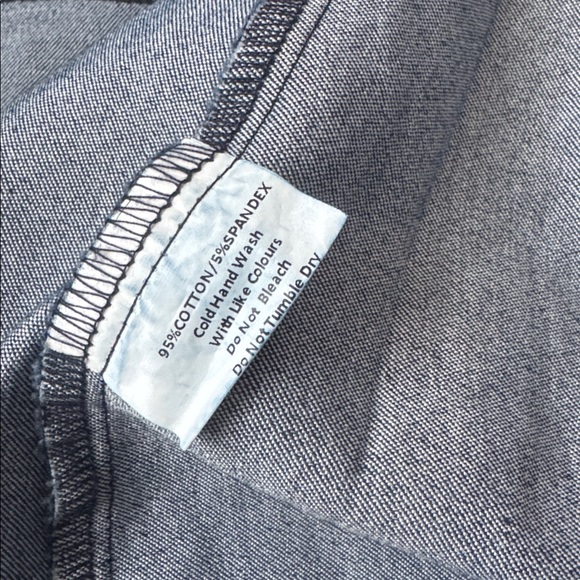 95%COTTON/5%SPANDEX
Cold Hand Wash
With Like Colours
Do Not Bleach
Do Not Tumble Dry